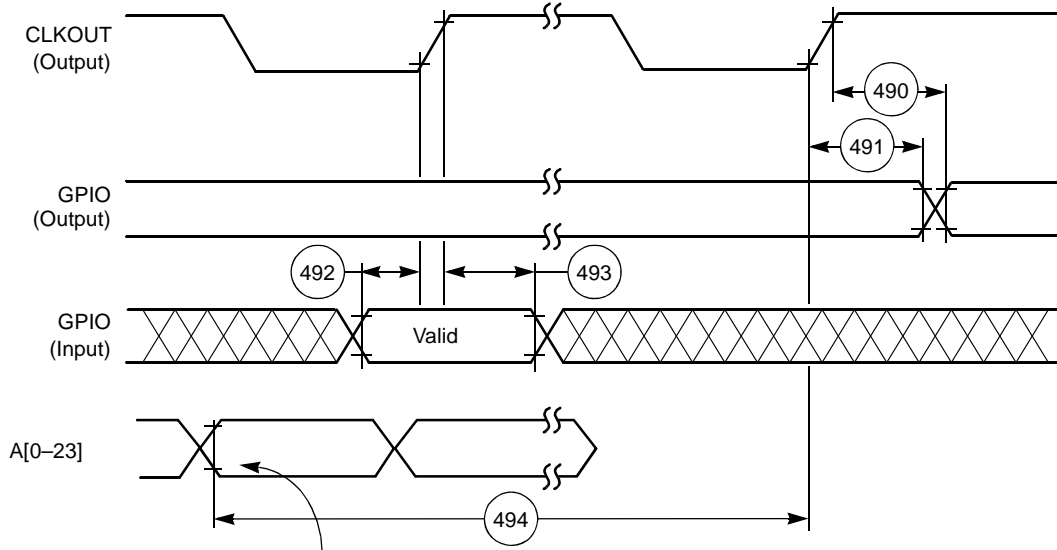 CLKOUT
(Output)
490
491
GPIO
(Output)
492
493
GPIO
(Input)
Valid
A[0–23]
494